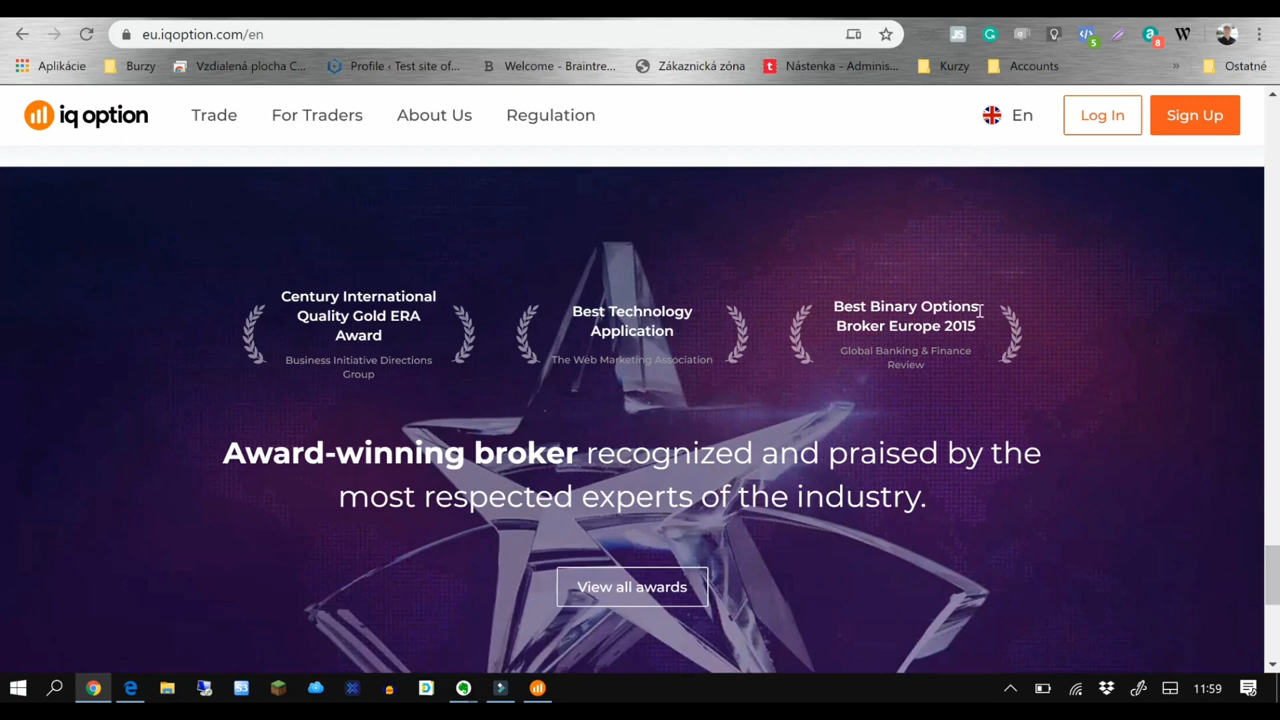 eu.iqoption.com/en
JS
5
8
W
Aplikácie
Burzy
Vzdialená plocha C...
Profile ‹ Test site of...
B
Welcome - Braintre...
Zákaznická zóna
t
Nástenka ‹ Adminis...
Kurzy
Accounts
»
Ostatné
iq option
Trade
For Traders
About Us
Regulation
En
Log In
Sign Up
Century International
Quality Gold ERA
Award
Business Initiative Directions
Group
Best Technology
Application
The Web Marketing Association
Best Binary Options
Broker Europe 2015
Global Banking & Finance
Review
Award-winning broker recognized and praised by the
most respected experts of the industry.
View all awards
11:59